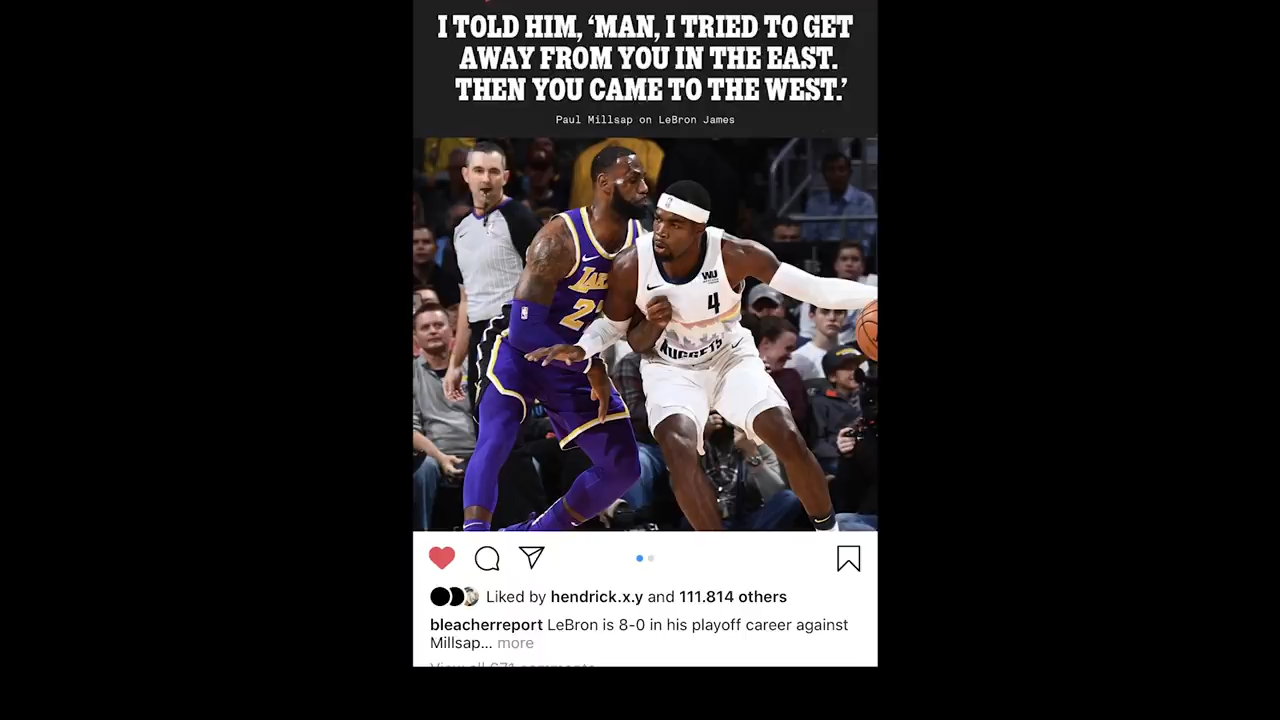 I TOLD HIM, ‘MAN, I TRIED TO GET
AWAY FROM YOU IN THE EAST.
THEN YOU CAME TO THE WEST.’
Paul Millsap on LeBron James
WU
4
NUGGETS
Liked by hendrick.x.y and 111.814 others
bleacherreport LeBron is 8-0 in his playoff career against
Millsap... more